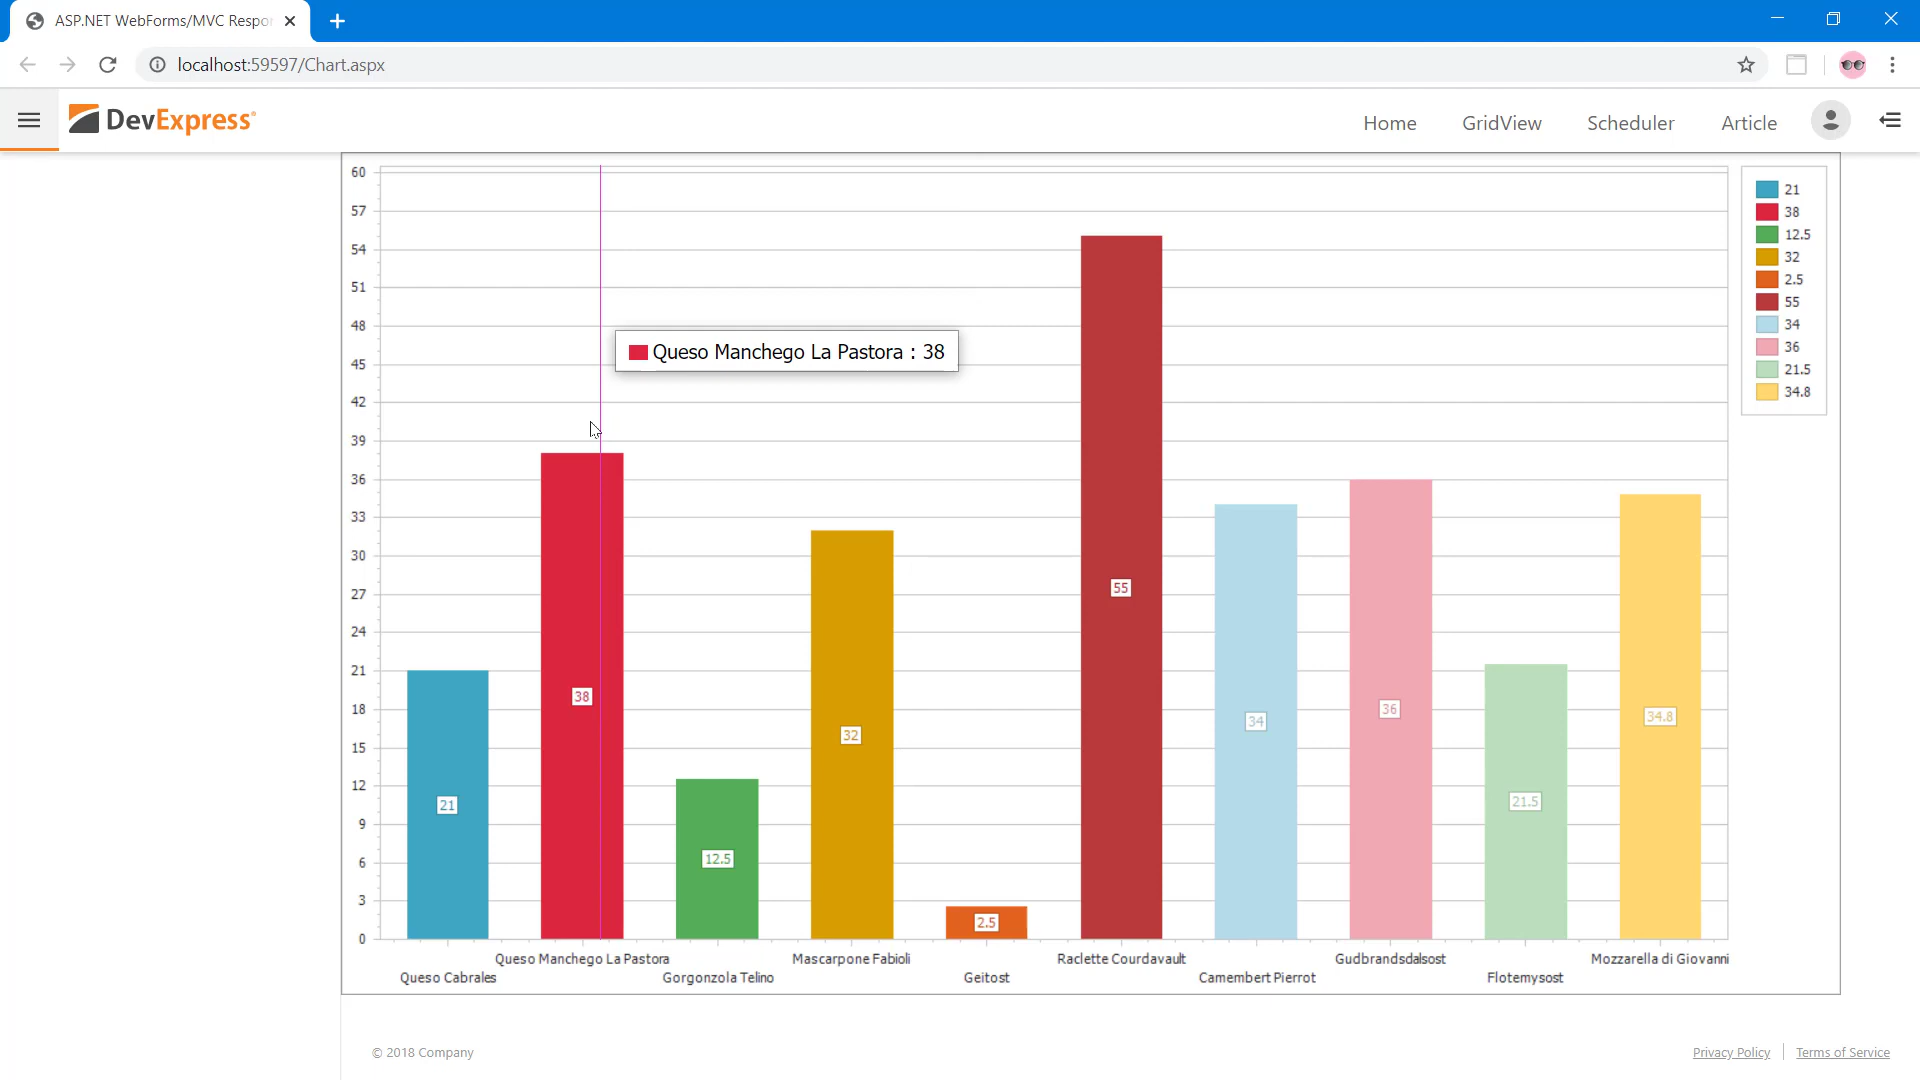 ASP.NET WebForms/MVC Respo
localhost:59597/Chart.aspx
DevExpress
Home GridView Scheduler Article
60
57
54
51
48
45
42
39
36
33
30
27
24
21
18
15
12
9
6
3
0
Queso Manchego La Pastora : 38
21
38
12.5
32
2.5
55
34
36
21.5
34.8
Queso Cabrales
Queso Manchego La Pastora
Gorgonzola Telino
Mascarpone Fabioli
Geitost
Raclette Courdavault
Camembert Pierrot
Gudbrandsdalsost
Flotemysost
Mozzarella di Giovanni
21
38
12.5
32
2.5
55
34
36
21.5
34.8
© 2018 Company
Privacy Policy Terms of Service